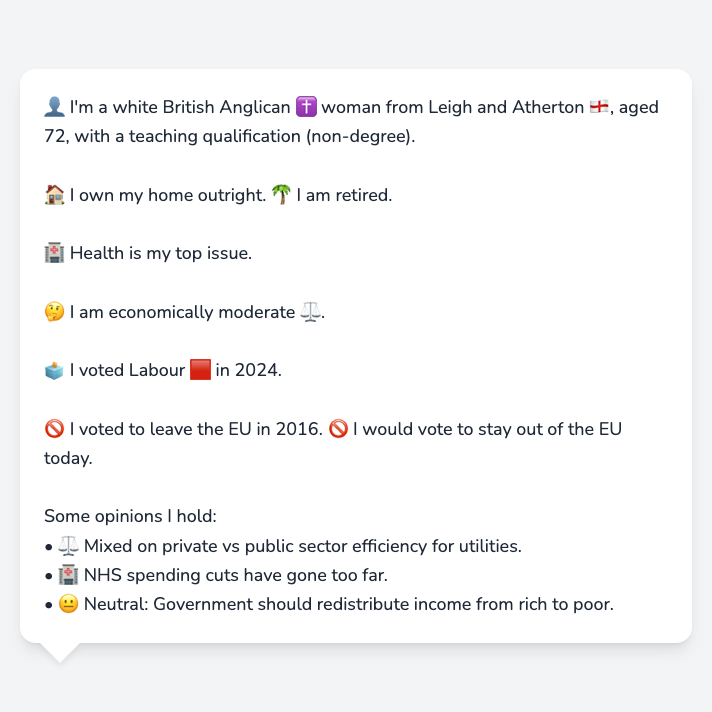 👤 I'm a white British Anglican ✝️ woman from Leigh and Atherton 🏴󠁧󠁢󠁥󠁮󠁧󠁿, aged
72, with a teaching qualification (non-degree).
🏠 I own my home outright. 🌴 I am retired.
🏥 Health is my top issue.
🤔 I am economically moderate ⚖️.
🗳️ I voted Labour 🟥 in 2024.
🚫 I voted to leave the EU in 2016. 🚫 I would vote to stay out of the EU
today.
Some opinions I hold:
• ⚖️ Mixed on private vs public sector efficiency for utilities.
• 🏥 NHS spending cuts have gone too far.
• 😐 Neutral: Government should redistribute income from rich to poor.